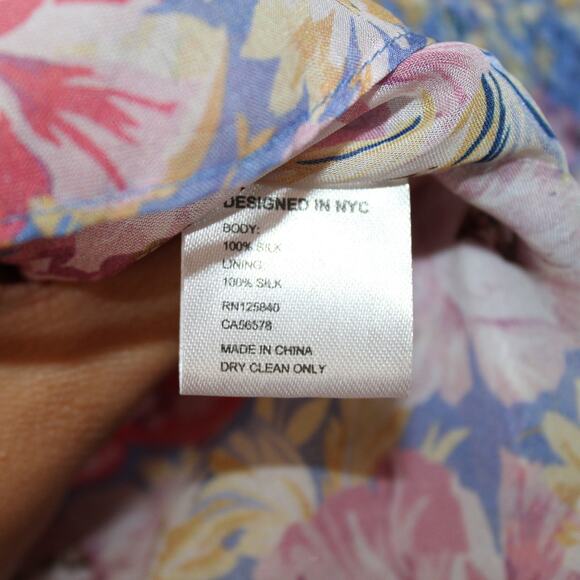 DESIGNED IN NYC
BODY:
100% SILK
LINING:
100% SILK
RN125840
CA56578
MADE IN CHINA
DRY CLEAN ONLY